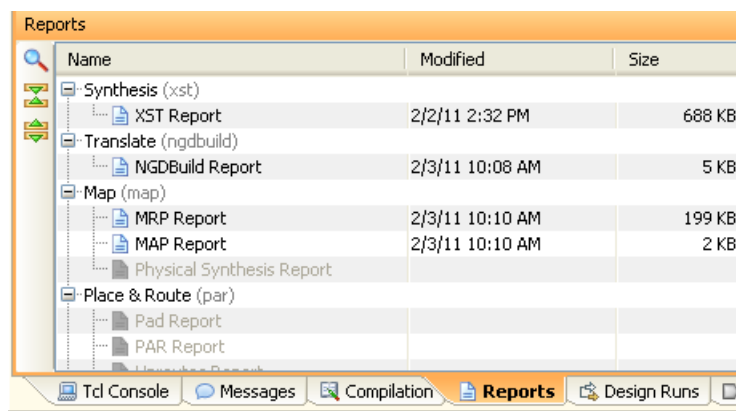 Reports
Name Modified Size
Synthesis (xst)
XST Report 2/2/11 2:32 PM 688 KB
Translate (ngdbuild)
NGDBuild Report 2/3/11 10:08 AM 5 KB
Map (map)
MRP Report 2/3/11 10:10 AM 199 KB
MAP Report 2/3/11 10:10 AM 2 KB
Physical Synthesis Report
Place & Route (par)
Pad Report
PAR Report
Tcl Console Messages Compilation Reports Design Runs